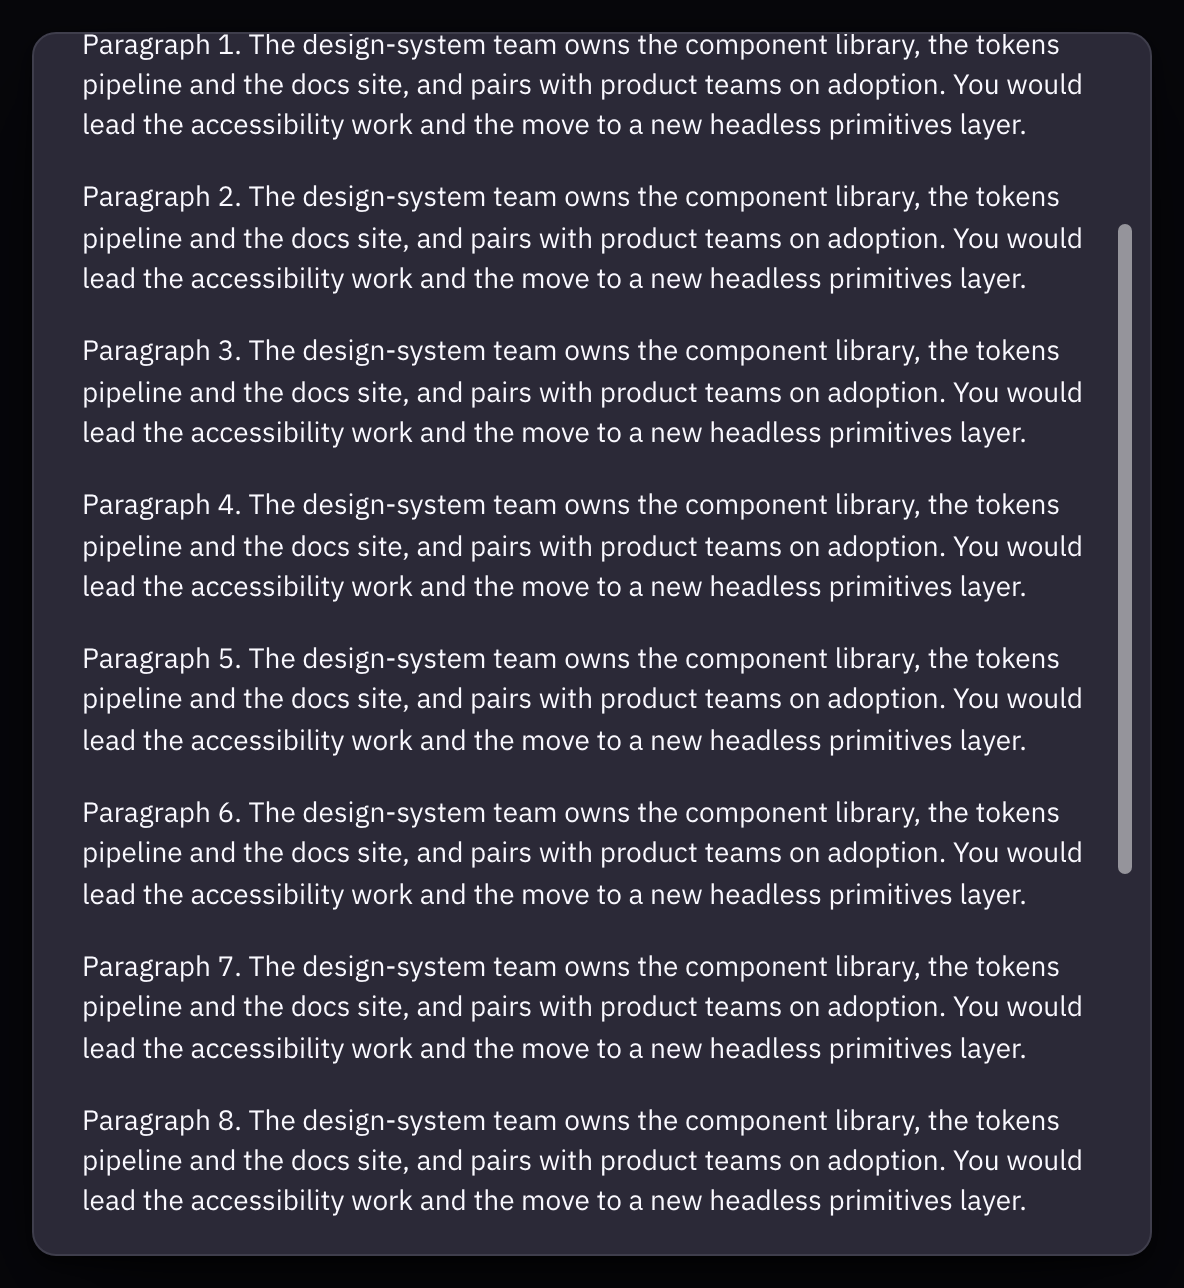 Paragraph 1. The design-system team owns the component library, the tokens
pipeline and the docs site, and pairs with product teams on adoption. You would
lead the accessibility work and the move to a new headless primitives layer.
Paragraph 2. The design-system team owns the component library, the tokens
pipeline and the docs site, and pairs with product teams on adoption. You would
lead the accessibility work and the move to a new headless primitives layer.
Paragraph 3. The design-system team owns the component library, the tokens
pipeline and the docs site, and pairs with product teams on adoption. You would
lead the accessibility work and the move to a new headless primitives layer.
Paragraph 4. The design-system team owns the component library, the tokens
pipeline and the docs site, and pairs with product teams on adoption. You would
lead the accessibility work and the move to a new headless primitives layer.
Paragraph 5. The design-system team owns the component library, the tokens
pipeline and the docs site, and pairs with product teams on adoption. You would
lead the accessibility work and the move to a new headless primitives layer.
Paragraph 6. The design-system team owns the component library, the tokens
pipeline and the docs site, and pairs with product teams on adoption. You would
lead the accessibility work and the move to a new headless primitives layer.
Paragraph 7. The design-system team owns the component library, the tokens
pipeline and the docs site, and pairs with product teams on adoption. You would
lead the accessibility work and the move to a new headless primitives layer.
Paragraph 8. The design-system team owns the component library, the tokens
pipeline and the docs site, and pairs with product teams on adoption. You would
lead the accessibility work and the move to a new headless primitives layer.